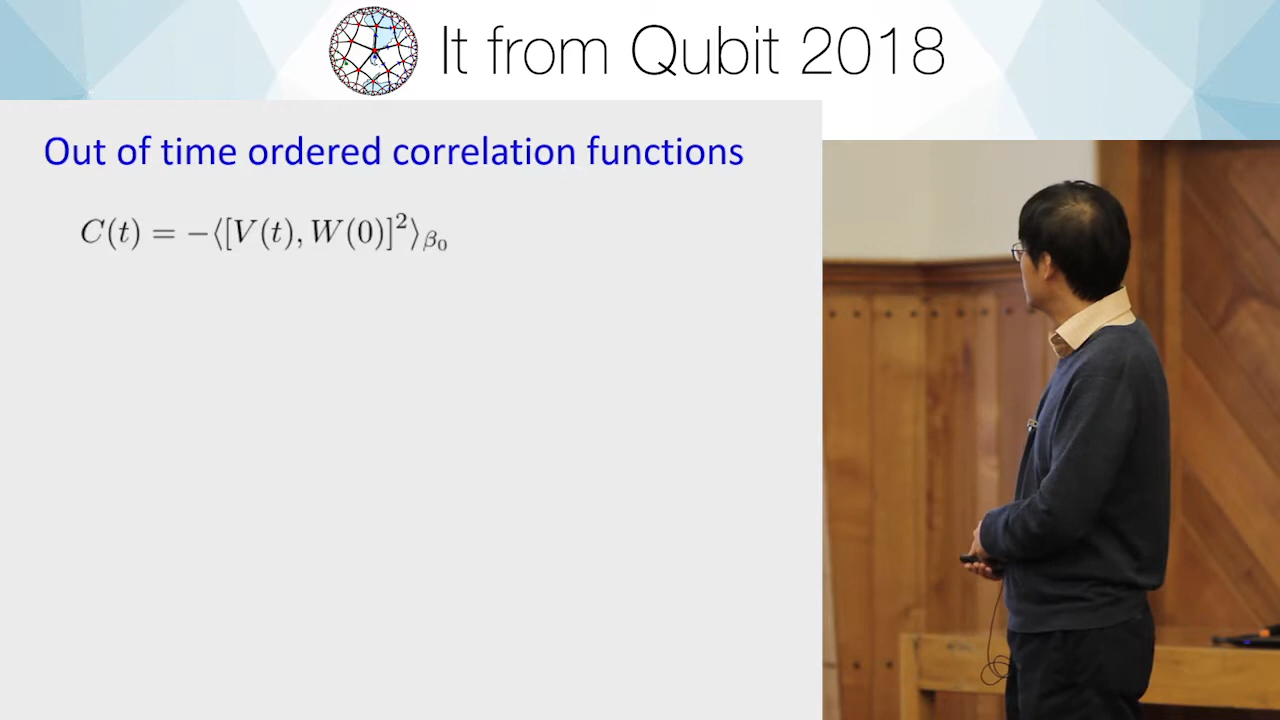 It from Qubit 2018
Out of time ordered correlation functions
C(t) = −⟨[V(t), W(0)]²⟩_{β₀}